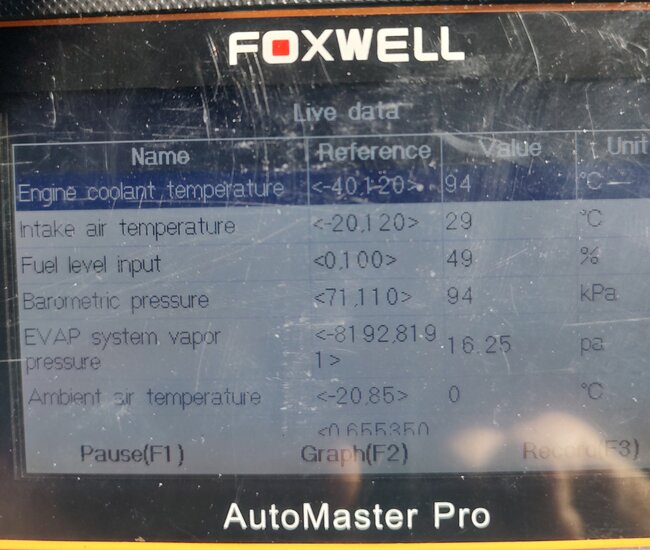 FOXWELL
Live data
Name Reference Value Unit
Engine coolant temperature <-40,120> 94 °C
Intake air temperature <-20,120> 29 °C
Fuel level input <0,100> 49 %
Barometric pressure <71,110> 94 kPa
EVAP system vapor <-8192,819
pressure 1> 16.25 pa
Ambient air temperature <-20,85> 0 °C
<0,655350
Pause(F1) Graph(F2) Record(F3)
AutoMaster Pro